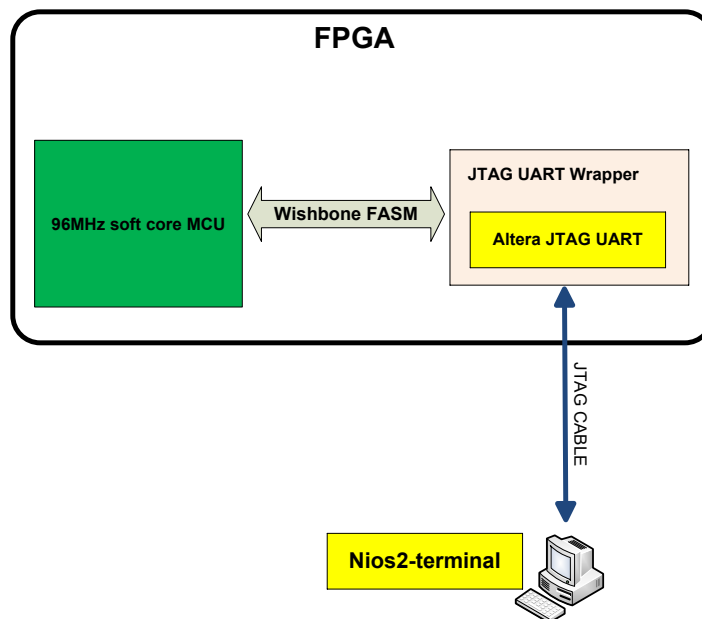 FPGA
JTAG UART Wrapper
96MHz soft core MCU
Wishbone FASM
Altera JTAG UART
JTAG CABLE
Nios2-terminal